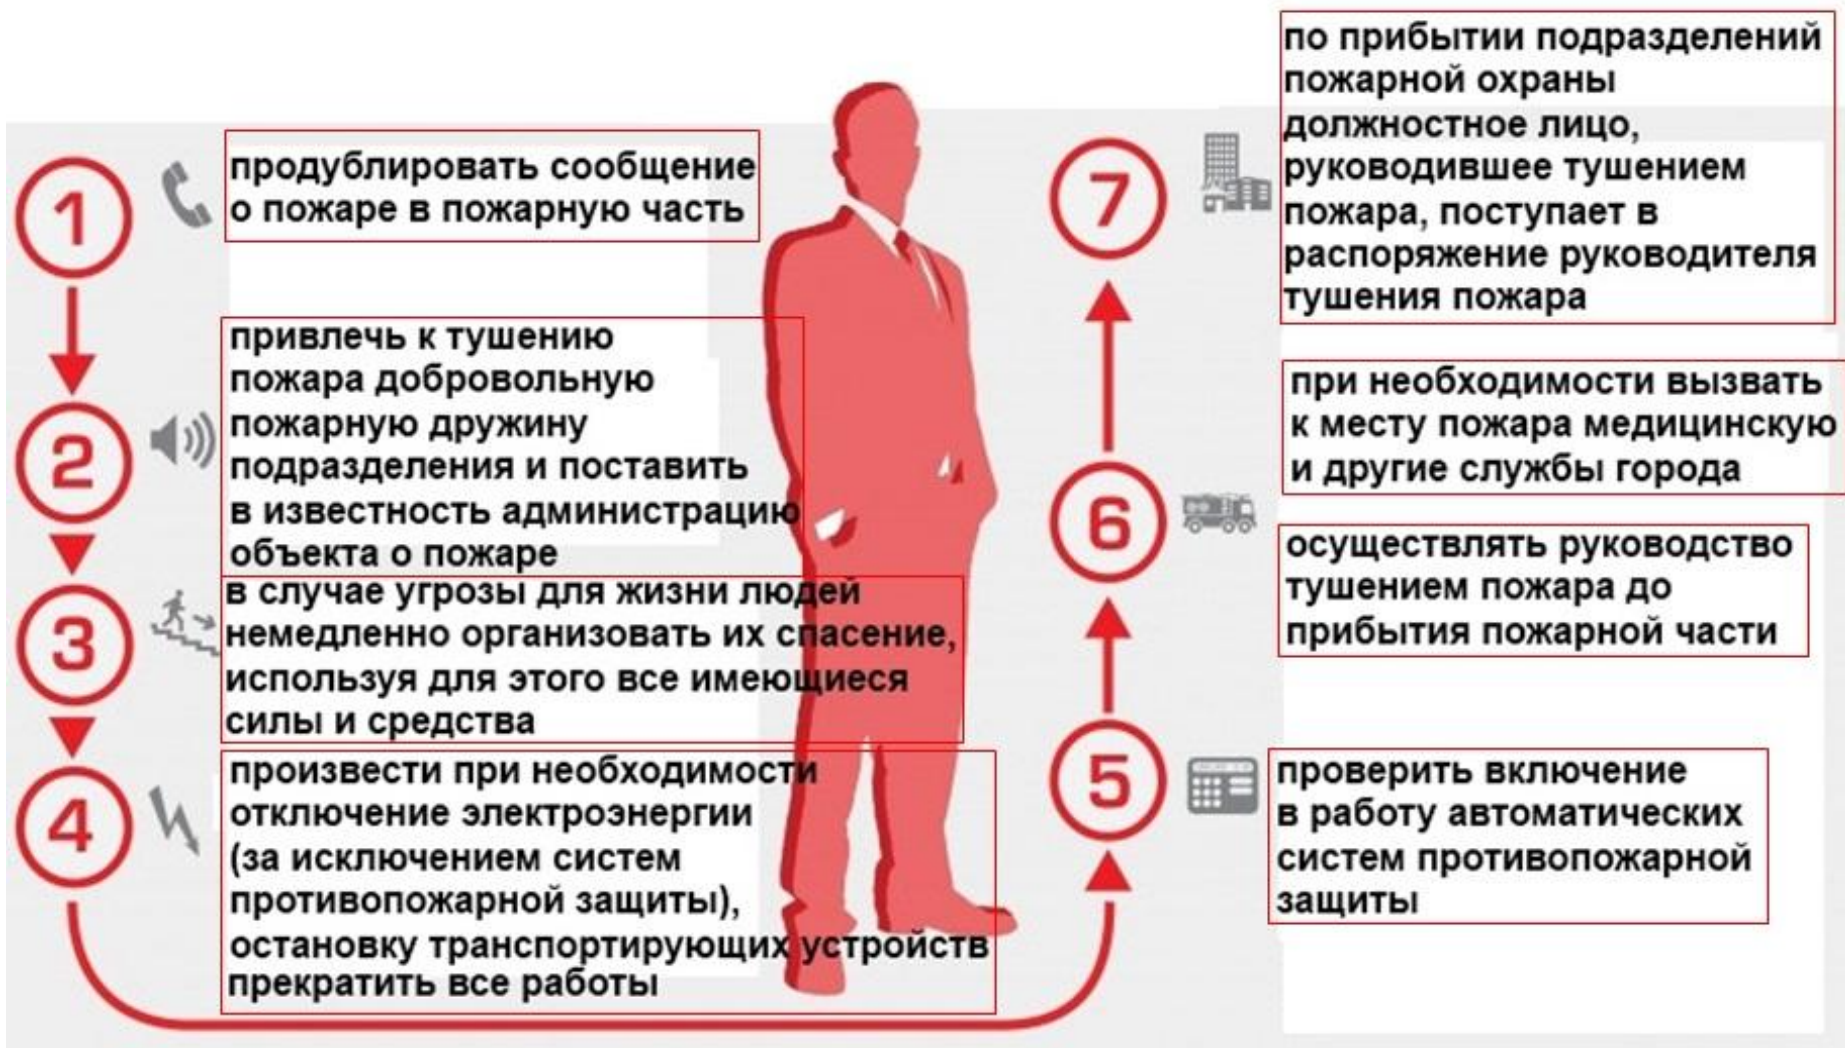 1
продублировать сообщение
о пожаре в пожарную часть
2
привлечь к тушению
пожара добровольную
пожарную дружину
подразделения и поставить
в известность администрацию
объекта о пожаре
3
в случае угрозы для жизни людей
немедленно организовать их спасение,
используя для этого все имеющиеся
силы и средства
4
произвести при необходимости
отключение электроэнергии
(за исключением систем
противопожарной защиты),
остановку транспортирующих устройств
прекратить все работы
5
проверить включение
в работу автоматических
систем противопожарной
защиты
6
при необходимости вызвать
к месту пожара медицинскую
и другие службы города
осуществлять руководство
тушением пожара до
прибытия пожарной части
7
по прибытии подразделений
пожарной охраны
должностное лицо,
руководившее тушением
пожара, поступает в
распоряжение руководителя
тушения пожара